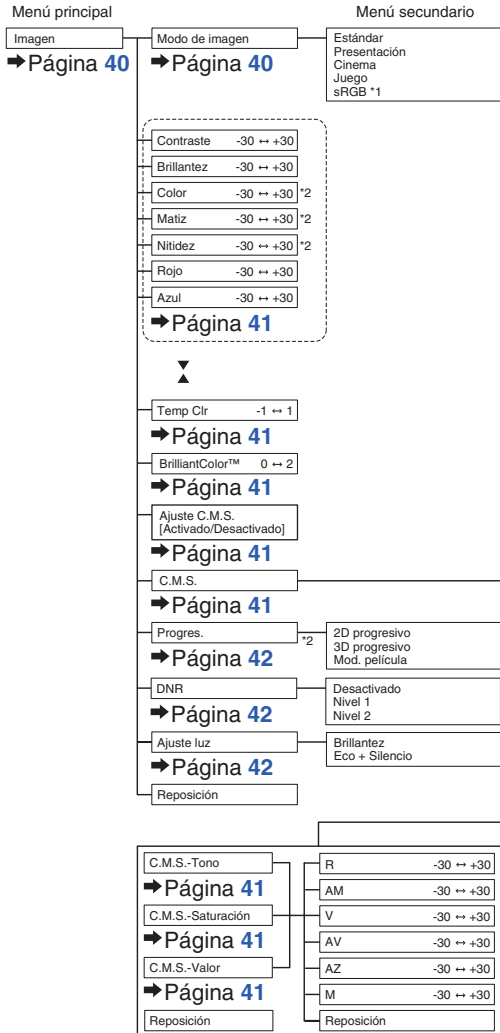 Menú principal
Menú secundario
Imagen
➡Página 40
Modo de imagen
➡Página 40
Estándar
Presentación
Cinema
Juego
sRGB *1
Contraste -30 ↔ +30
Brillantez -30 ↔ +30
Color -30 ↔ +30 *2
Matiz -30 ↔ +30 *2
Nitidez -30 ↔ +30 *2
Rojo -30 ↔ +30
Azul -30 ↔ +30
➡Página 41
Temp Clr -1 ↔ 1
➡Página 41
BrilliantColor™ 0 ↔ 2
➡Página 41
Ajuste C.M.S.
[Activado/Desactivado]
➡Página 41
C.M.S.
➡Página 41
Progres. *2
➡Página 42
2D progresivo
3D progresivo
Mod. película
DNR
➡Página 42
Desactivado
Nivel 1
Nivel 2
Ajuste luz
➡Página 42
Brillantez
Eco + Silencio
Reposición
C.M.S.-Tono
➡Página 41
C.M.S.-Saturación
➡Página 41
C.M.S.-Valor
➡Página 41
Reposición
R -30 ↔ +30
AM -30 ↔ +30
V -30 ↔ +30
AV -30 ↔ +30
AZ -30 ↔ +30
M -30 ↔ +30
Reposición